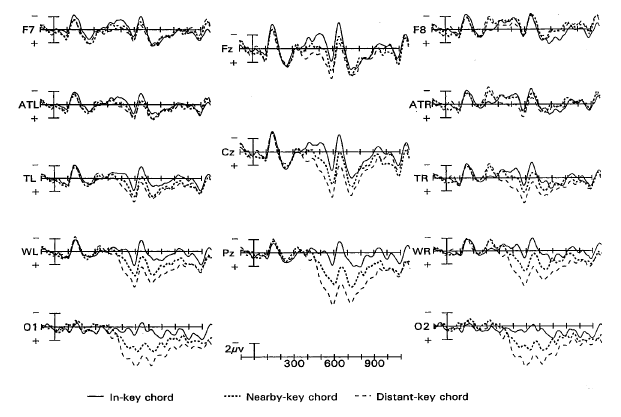 F7 − + Fz − + F8 − +
ATL − + ATR − +
Cz − +
TL − + TR − +
WL − + Pz − + WR − +
O1 − + O2 − +
2μv 300 600 900
In-key chord Nearby-key chord Distant-key chord